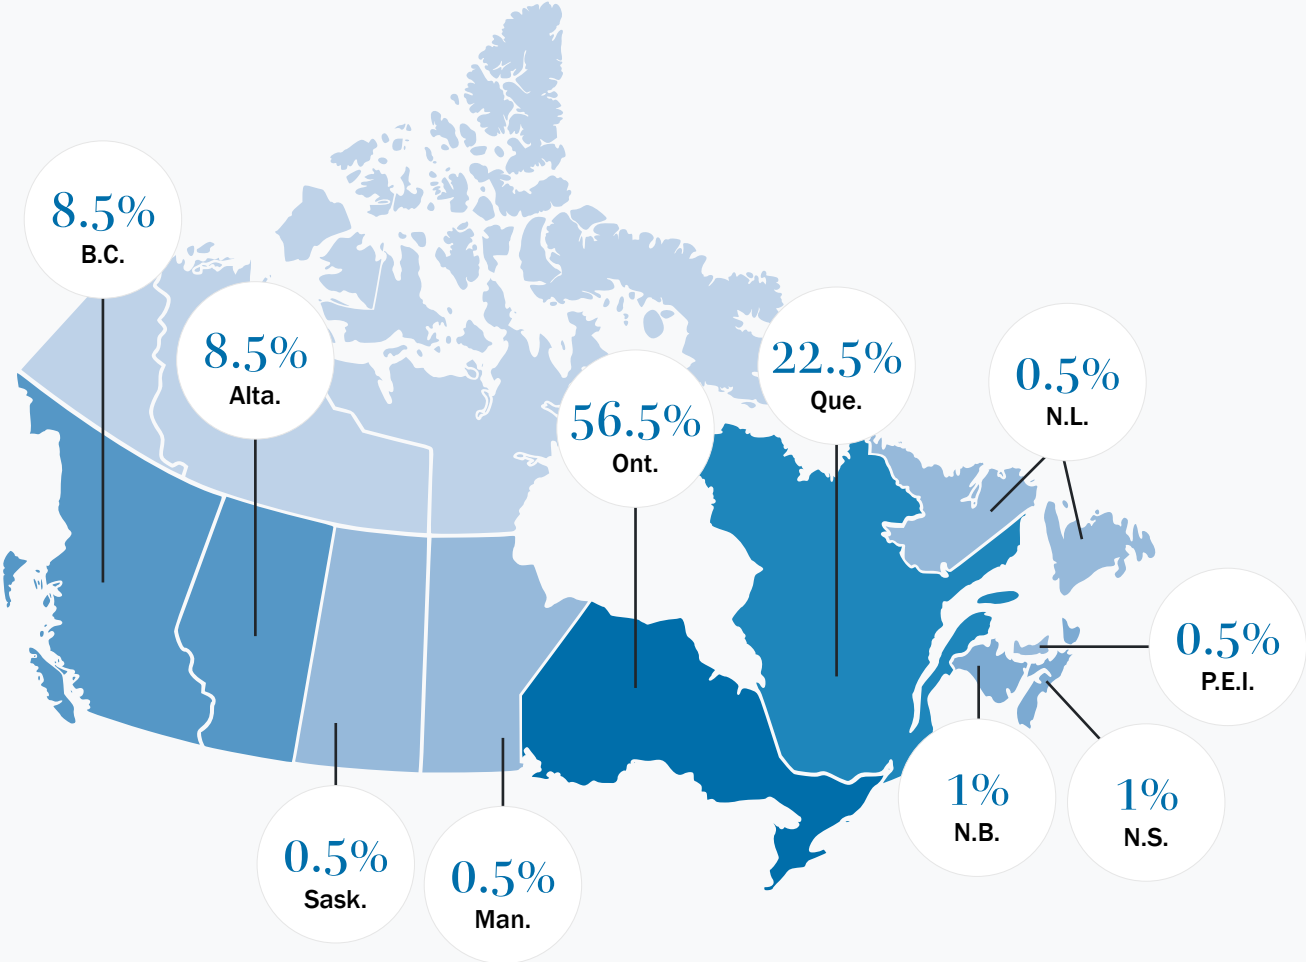 8.5%
B.C.
8.5%
Alta.
56.5%
Ont.
22.5%
Que.
0.5%
N.L.
0.5%
P.E.I.
1%
N.B.
1%
N.S.
0.5%
Sask.
0.5%
Man.